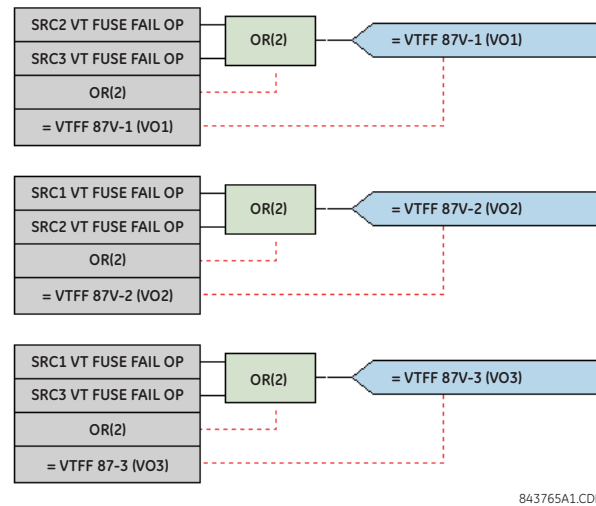 SRC2 VT FUSE FAIL OP
SRC3 VT FUSE FAIL OP
OR(2)
= VTFF 87V-1 (VO1)
OR(2)
= VTFF 87V-1 (VO1)
SRC1 VT FUSE FAIL OP
SRC2 VT FUSE FAIL OP
OR(2)
= VTFF 87V-2 (VO2)
OR(2)
= VTFF 87V-2 (VO2)
SRC1 VT FUSE FAIL OP
SRC3 VT FUSE FAIL OP
OR(2)
= VTFF 87-3 (VO3)
OR(2)
= VTFF 87V-3 (VO3)
843765A1.CD